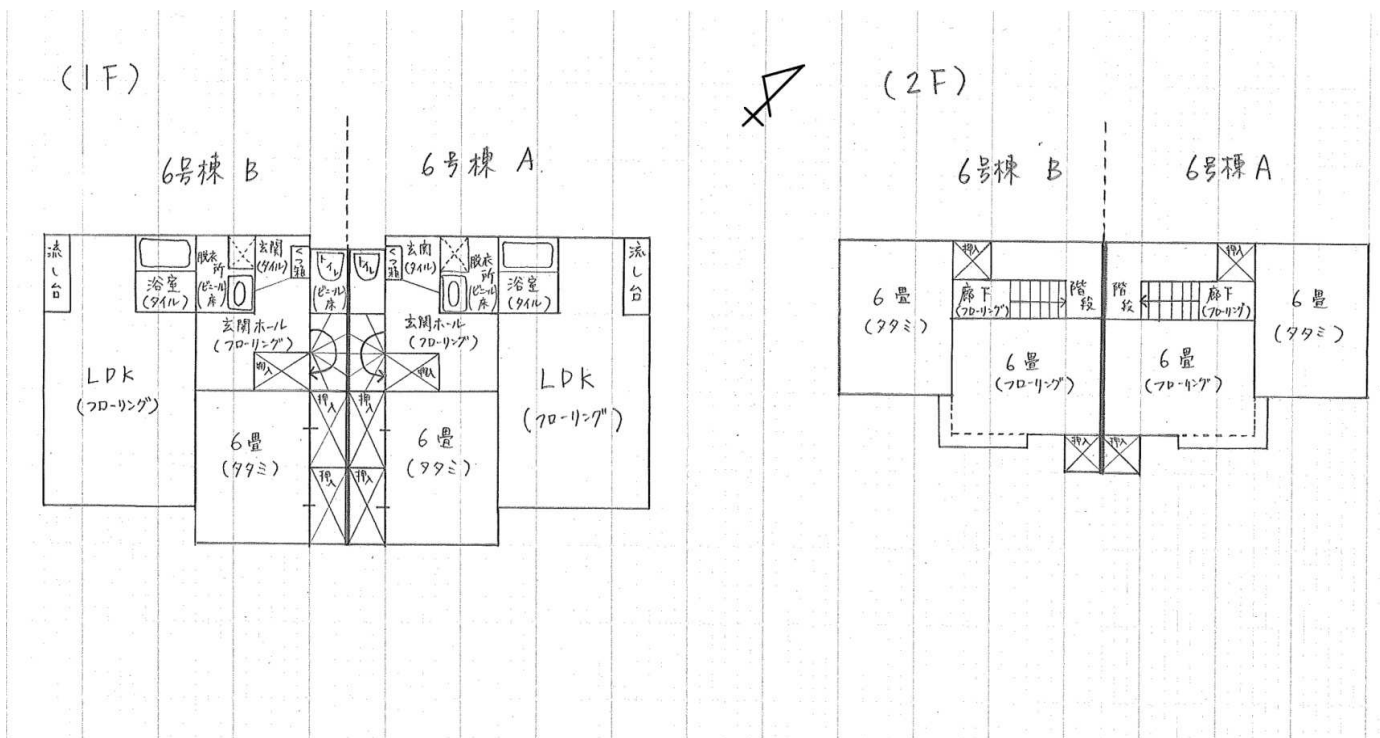 (1F)
6号棟 B
6号棟 A
流し台
浴室
(タイル)
脱衣所
(ビニール床)
玄関
(タイル)
くつ箱
トイレ
(ビニール床)
トイレ
(ビニール床)
くつ箱
玄関
(タイル)
脱衣所
(ビニール床)
浴室
(タイル)
流し台
玄関ホール
(フローリング)
玄関ホール
(フローリング)
押入
押入
LDK
(フローリング)
6畳
(タタミ)
押入
押入
押入
押入
6畳
(タタミ)
LDK
(フローリング)
(2F)
6号棟 B
6号棟 A
6畳
(タタミ)
押入
廊下
(フローリング)
階段
階段
押入
廊下
(フローリング)
6畳
(タタミ)
6畳
(フローリング)
6畳
(フローリング)
押入
押入